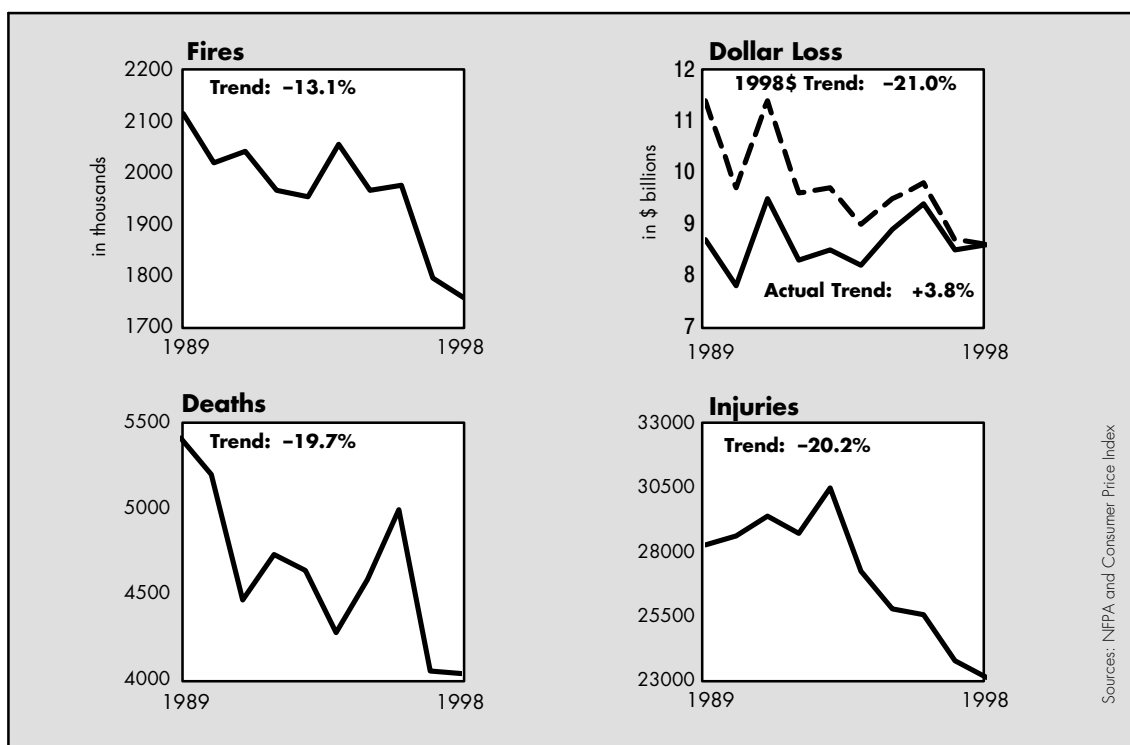 Fires
Trend: –13.1%
in thousands
2200
2100
2000
1900
1800
1700
1989
1998
Dollar Loss
1998$ Trend: –21.0%
Actual Trend: +3.8%
in $ billions
12
11
10
9
8
7
1989
1998
Deaths
Trend: –19.7%
5500
5000
4500
4000
1989
1998
Injuries
Trend: –20.2%
33000
30500
28000
25500
23000
1989
1998
Sources: NFPA and Consumer Price Index